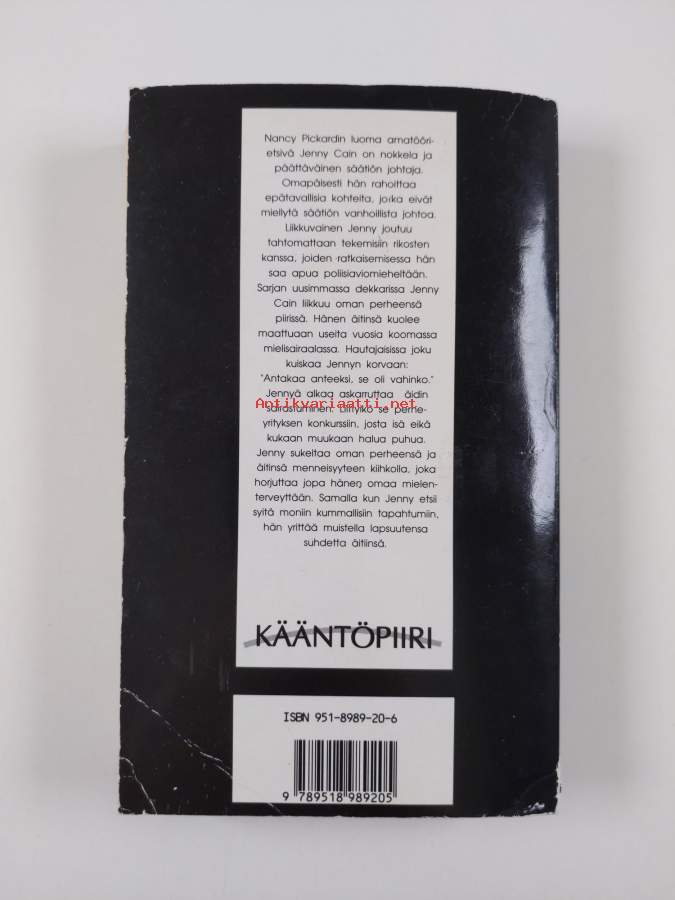 Nancy Pickardin luoma amatööri-
etsivä Jenny Cain on nokkela ja
päättäväinen säätiön johtaja.
Omapäisesti hän rahoittaa
epätavallisia kohteita, jotka eivät
miellytä säätiön vanhoillista johtoa.
Liikkuvainen Jenny joutuu
tahtomattaan tekemisiin rikosten
kanssa, joiden ratkaisemisessa hän
saa apua poliisiaviomieheltään.
Sarjan uusimmassa dekkarissa Jenny
Cain liikkuu oman perheensä
piirissä. Hänen äitinsä kuolee
maattuaan useita vuosia koomassa
mielisairaalassa. Hautajaisissa joku
kuiskaa Jennyn korvaan:
"Antakaa anteeksi, se oli vahinko."
Jennyä alkaa askarruttaa äidin
Antikvariaatti.net
sairastuminen. Liittyikö se perhe-
yrityksen konkurssiin, josta isä eikä
kukaan muukaan halua puhua.
Jenny sukeltaa oman perheensä ja
äitinsä menneisyyteen kiihkolla, joka
horjuttaa jopa hänen omaa mielen-
terveyttään. Samalla kun Jenny etsii
syitä moniin kummallisiin tapahtumiin,
hän yrittää muistella lapsuutensa
suhdetta äitiinsä.
KÄÄNTÖPIIRI
ISBN 951-8989-20-6
9 789518 989205